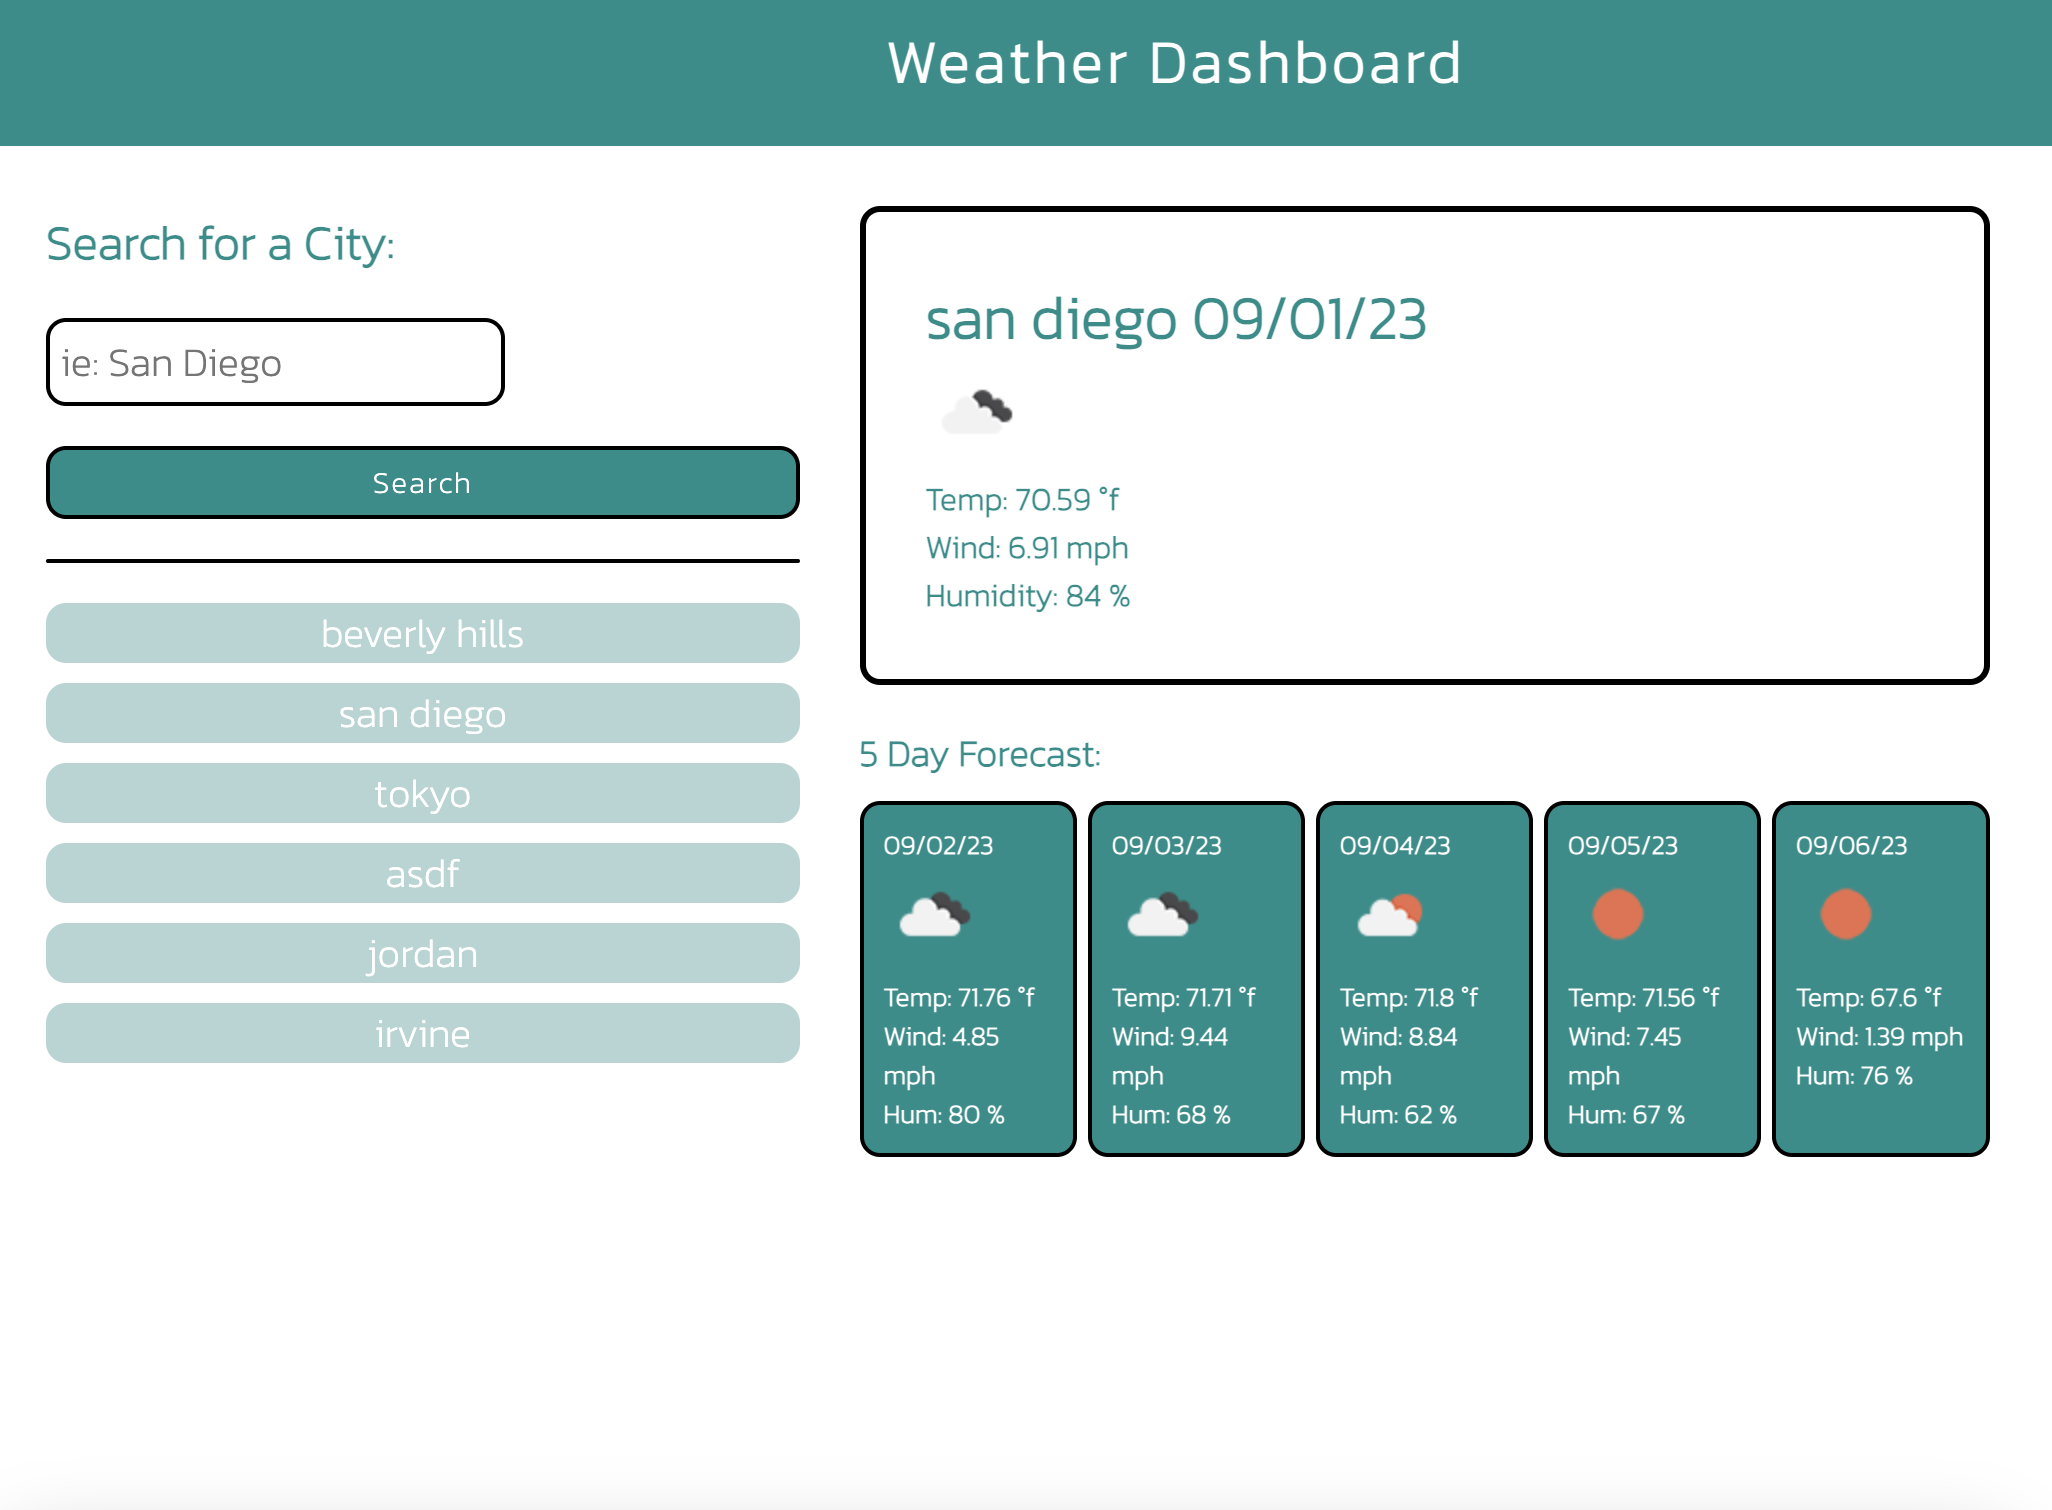 Weather Dashboard
Search for a City:
ie: San Diego
Search
beverly hills
san diego
tokyo
asdf
jordan
irvine
san diego 09/01/23
Temp: 70.59 °f
Wind: 6.91 mph
Humidity: 84 %
5 Day Forecast:
09/02/23
Temp: 71.76 °f
Wind: 4.85
mph
Hum: 80 %
09/03/23
Temp: 71.71 °f
Wind: 9.44
mph
Hum: 68 %
09/04/23
Temp: 71.8 °f
Wind: 8.84
mph
Hum: 62 %
09/05/23
Temp: 71.56 °f
Wind: 7.45
mph
Hum: 67 %
09/06/23
Temp: 67.6 °f
Wind: 1.39 mph
Hum: 76 %